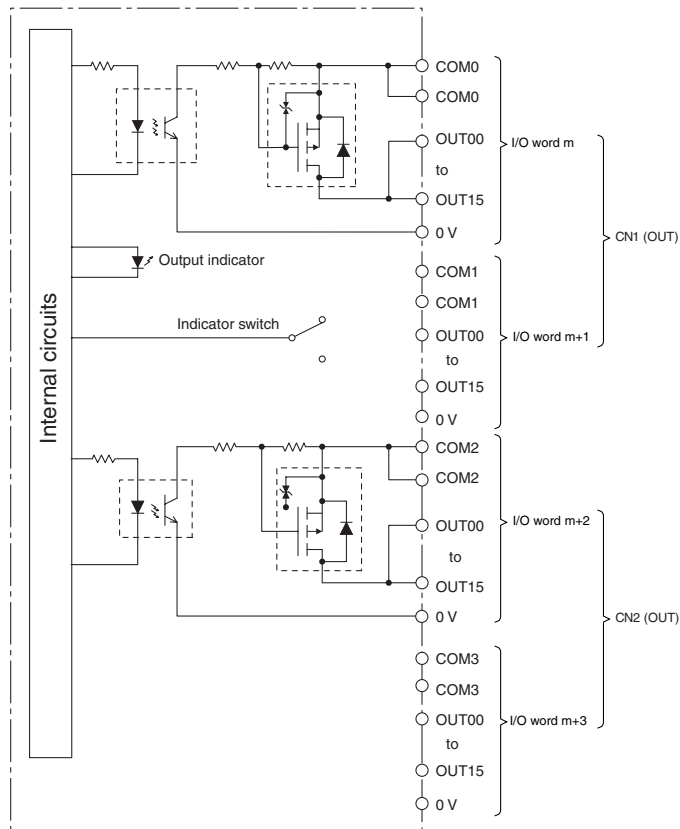 COM0
COM0
OUT00
I/O word m
to
OUT15
0 V
CN1 (OUT)
Output indicator
COM1
COM1
Indicator switch
OUT00
I/O word m+1
to
OUT15
0 V
Internal circuits
COM2
COM2
OUT00
I/O word m+2
to
OUT15
0 V
CN2 (OUT)
COM3
COM3
OUT00
I/O word m+3
to
OUT15
0 V